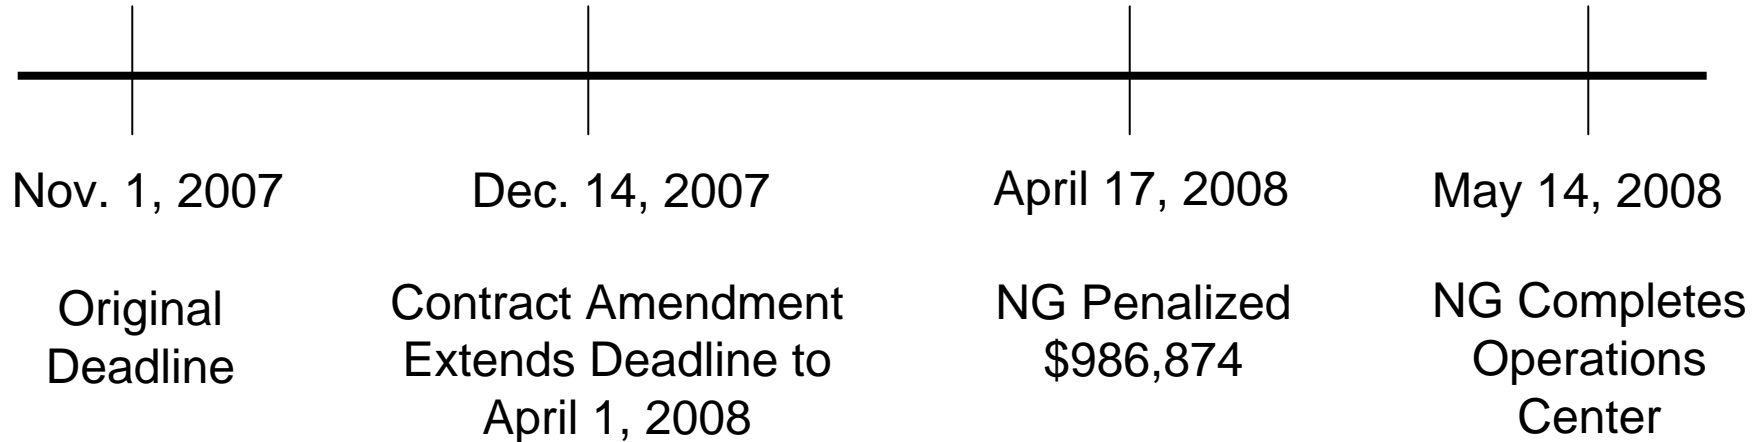 Nov. 1, 2007
Original
Deadline
Dec. 14, 2007
Contract Amendment
Extends Deadline to
April 1, 2008
April 17, 2008
NG Penalized
$986,874
May 14, 2008
NG Completes
Operations
Center